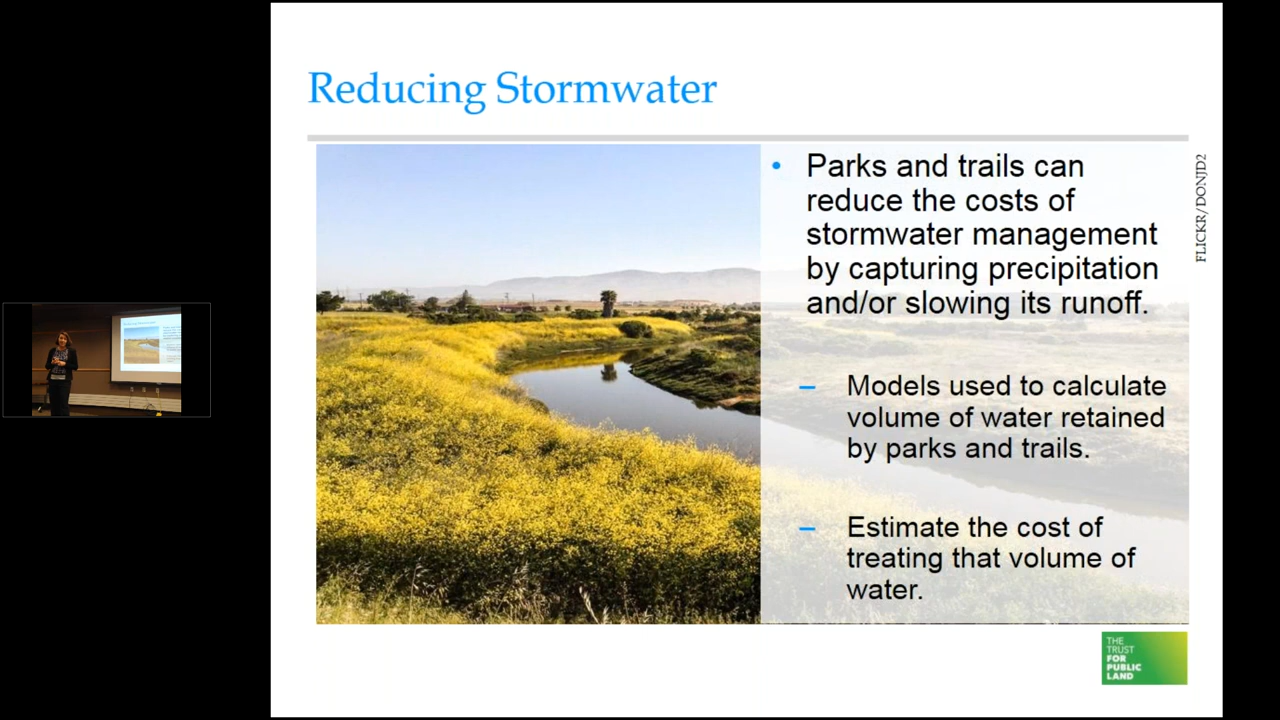 Reducing Stormwater
• Parks and trails can
reduce the costs of
stormwater management
by capturing precipitation
and/or slowing its runoff.
– Models used to calculate
volume of water retained
by parks and trails.
– Estimate the cost of
treating that volume of
water.
FLICKR/DONJD2
THE
TRUST
FOR
PUBLIC
LAND